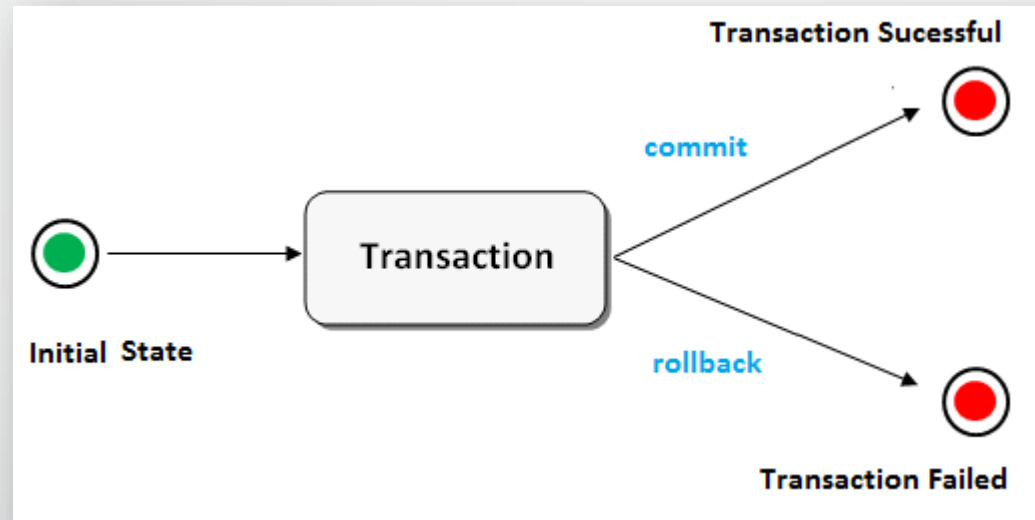 Transaction Sucessful
commit
Transaction
Initial State
rollback
Transaction Failed